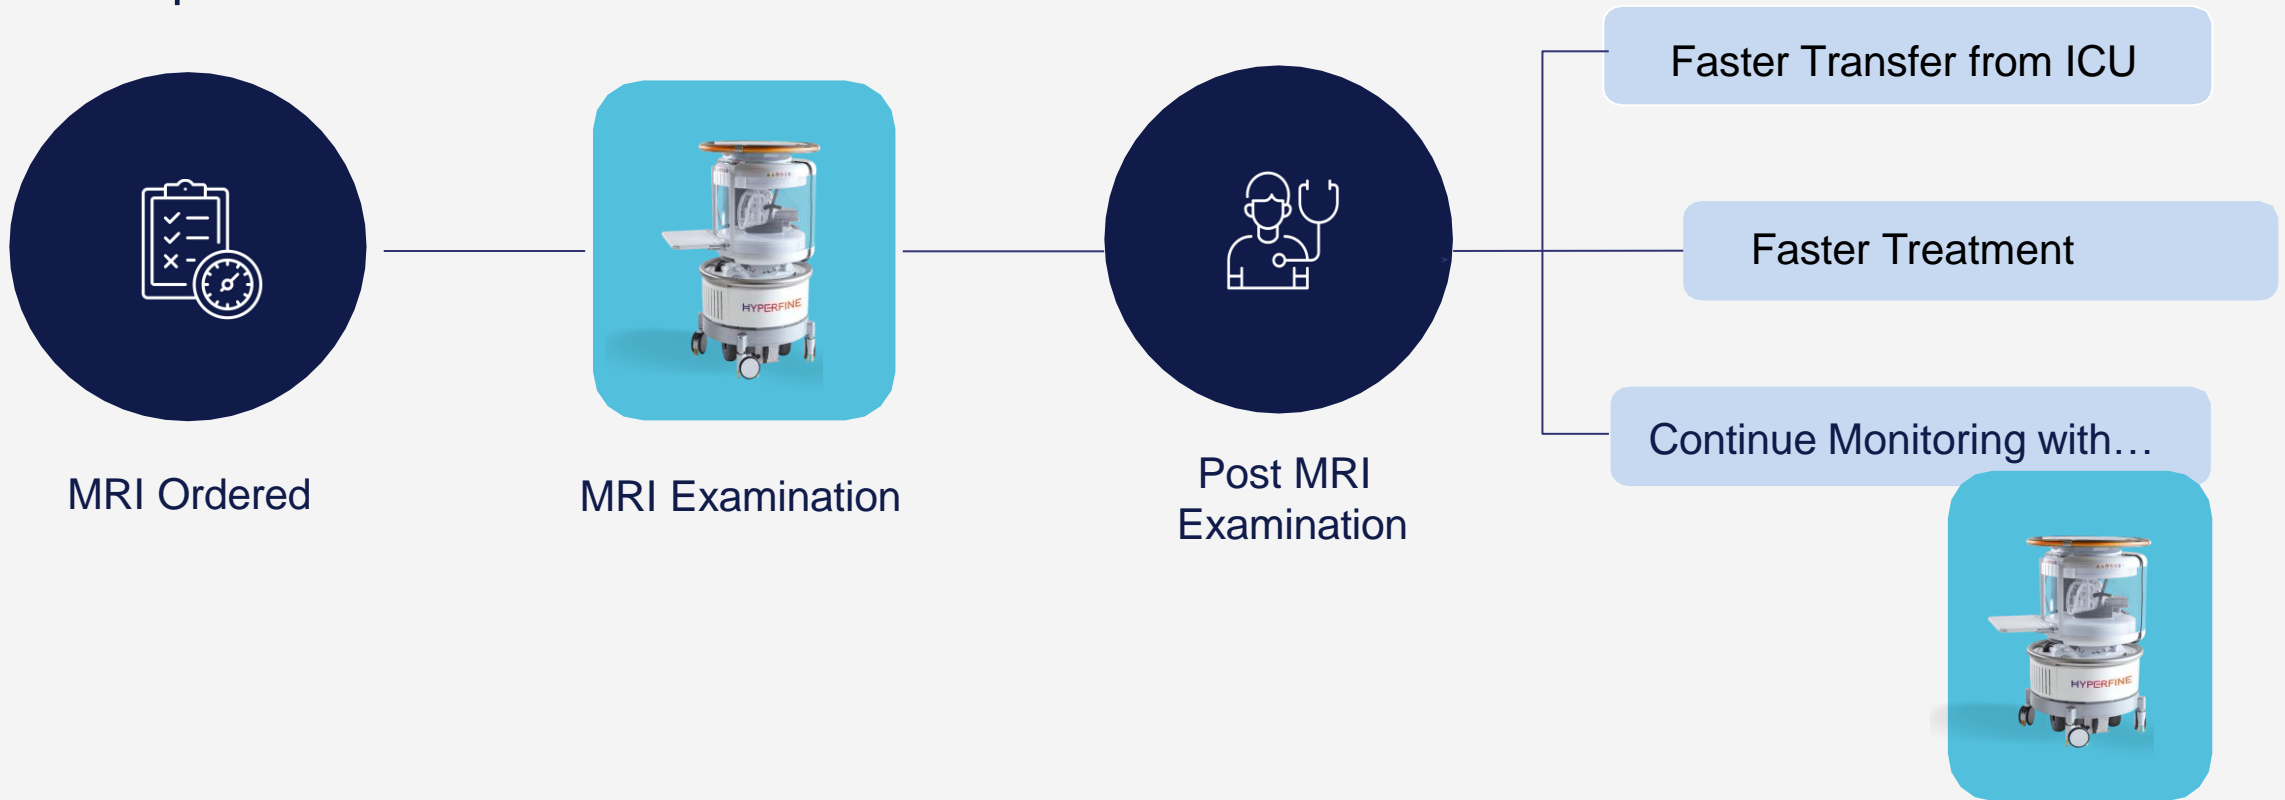 MRI Ordered
HYPERFINE
MRI Examination
Post MRI
Examination
Faster Transfer from ICU
Faster Treatment
Continue Monitoring with…
HYPERFINE